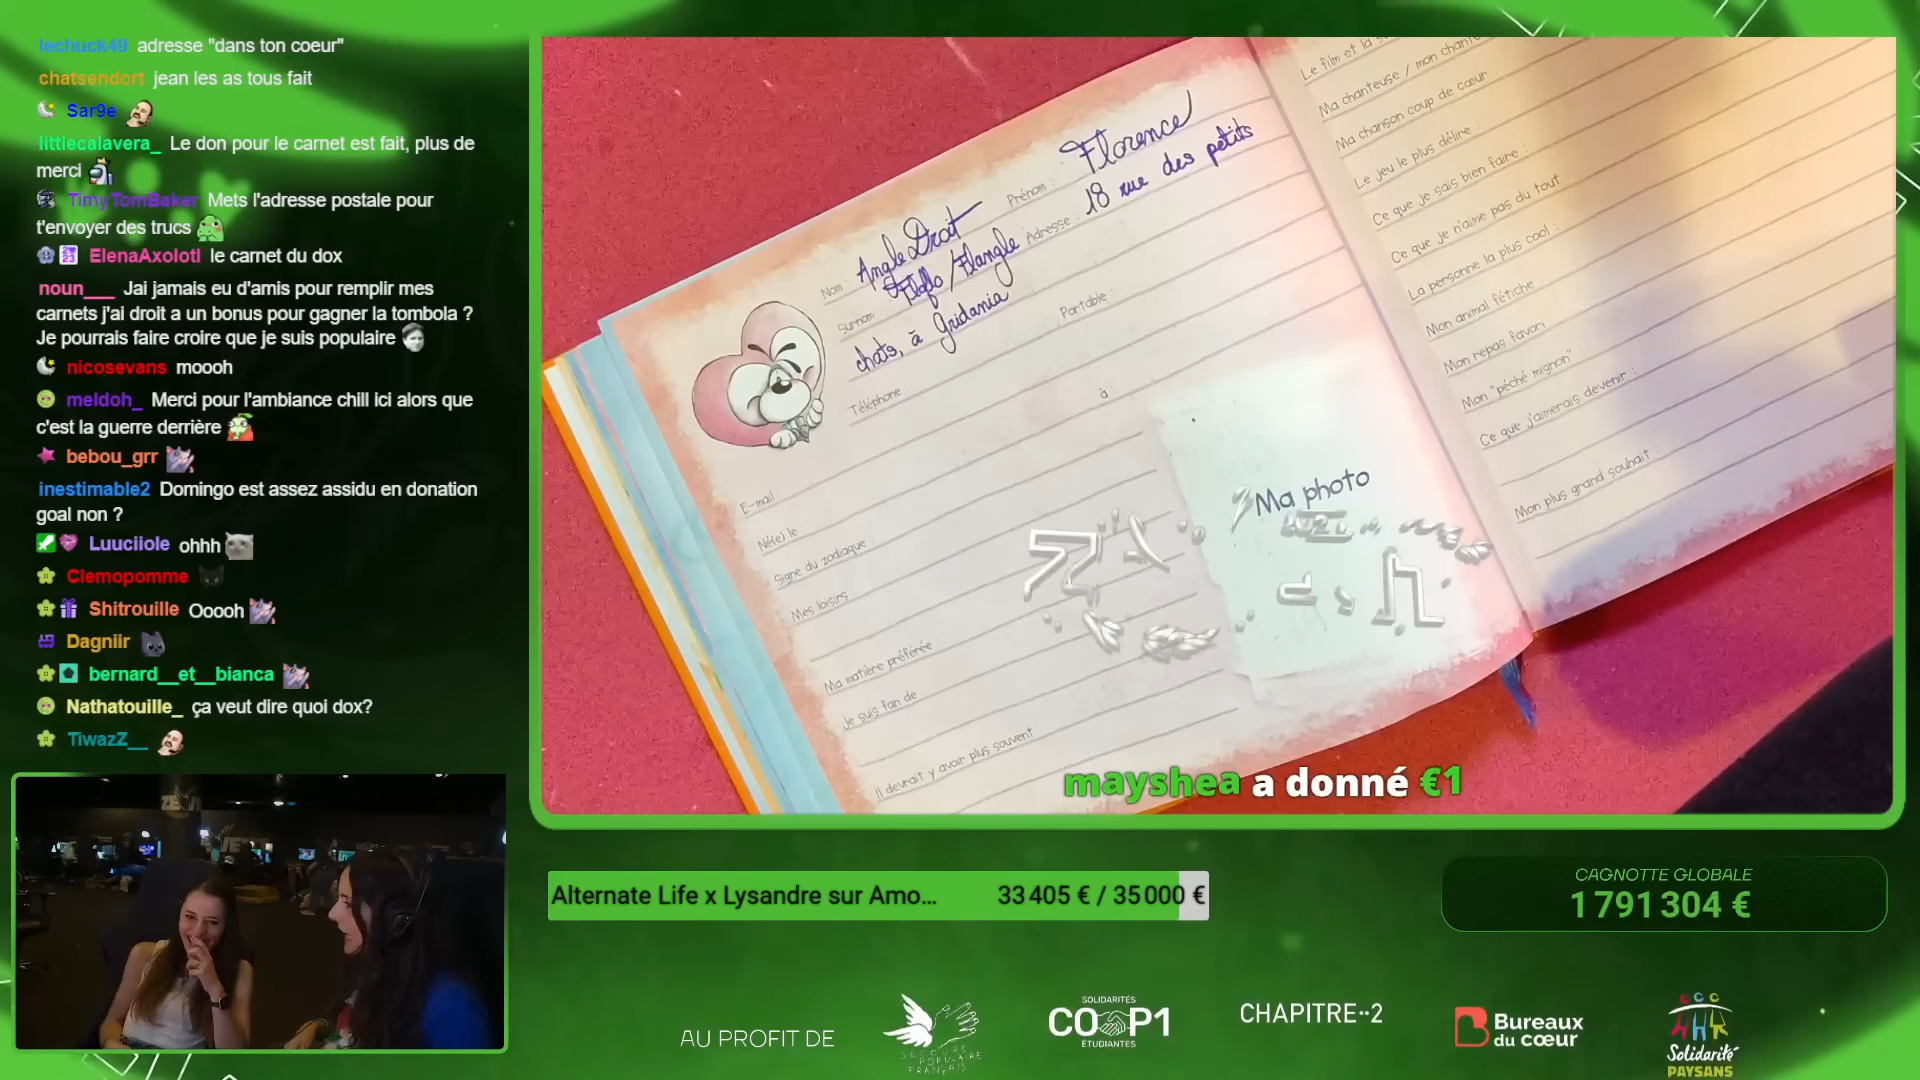 lechuck49 adresse "dans ton coeur"
chatsendort jean les as tous fait
Sar9e
littlecalavera_ Le don pour le carnet est fait, plus de
merci
TimyTomBaker Mets l'adresse postale pour
t'envoyer des trucs
ElenaAxolotl le carnet du dox
noun___ Jai jamais eu d'amis pour remplir mes
carnets j'ai droit a un bonus pour gagner la tombola ?
Je pourrais faire croire que je suis populaire
nicosevans moooh
meldoh_ Merci pour l'ambiance chill ici alors que
c'est la guerre derrière
bebou_grr
inestimable2 Domingo est assez assidu en donation
goal non ?
Luuciiole ohhh
Clemopomme
Shitrouille Ooooh
Dagniir
bernard__et__bianca
Nathatouille_ ça veut dire quoi dox?
TiwazZ__
Nom Angle Droit Prénom : Florence
Surnom Floflo / Flangle Adresse : 18 rue des petits
chats, à Gridania
Téléphone Portable :
E-mail
Né(e) le : à :
Signe du zodiaque
Mes loisirs :
Ma matière préférée
Je suis fan de
Il devrait y avoir plus souvent
Ma photo
Le film et la
Ma chanteuse / mon chant
Ma chanson coup de cœur :
Le jeu le plus délire
Ce que je sais bien faire :
Ce que je n'aime pas du tout :
La personne la plus cool :
Mon animal fétiche :
Mon repas favori :
Mon "péché mignon"
Ce que j'aimerais devenir :
Mon plus grand souhait :
mayshea a donné €1
Alternate Life x Lysandre sur Amo... 33 405 € / 35 000 €
CAGNOTTE GLOBALE
1 791 304 €
AU PROFIT DE
SECOURS
POPULAIRE
FRANÇAIS
SOLIDARITÉS
COP1
ÉTUDIANTES
CHAPITRE··2
Bureaux
du cœur
Solidarité
PAYSANS